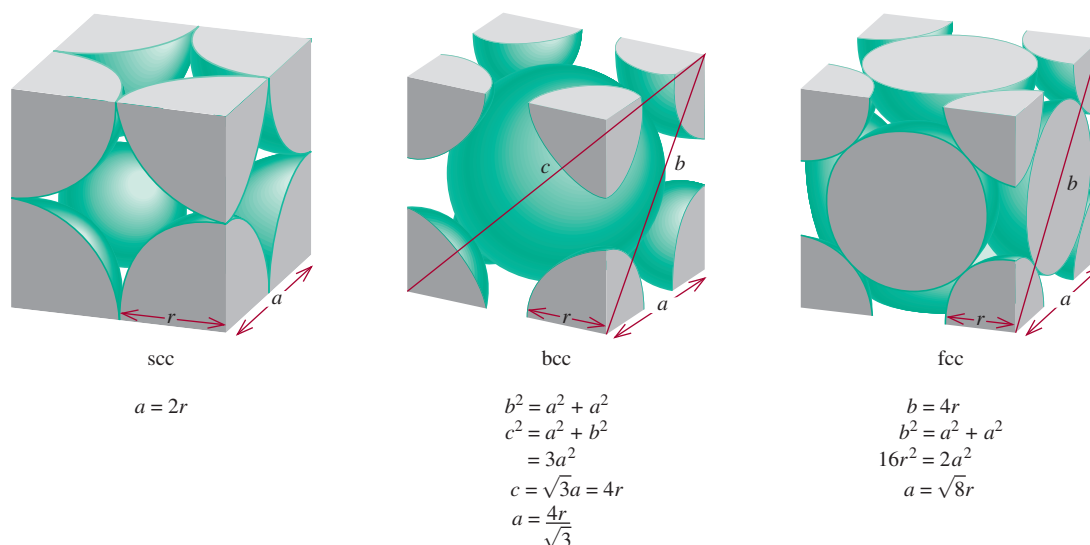 a
r
scc
a = 2r
c
b
a
r
bcc
b² = a² + a²
c² = a² + b²
= 3a²
c = √3a = 4r
a = 4r/√3
b
a
r
fcc
b = 4r
b² = a² + a²
16r² = 2a²
a = √8r